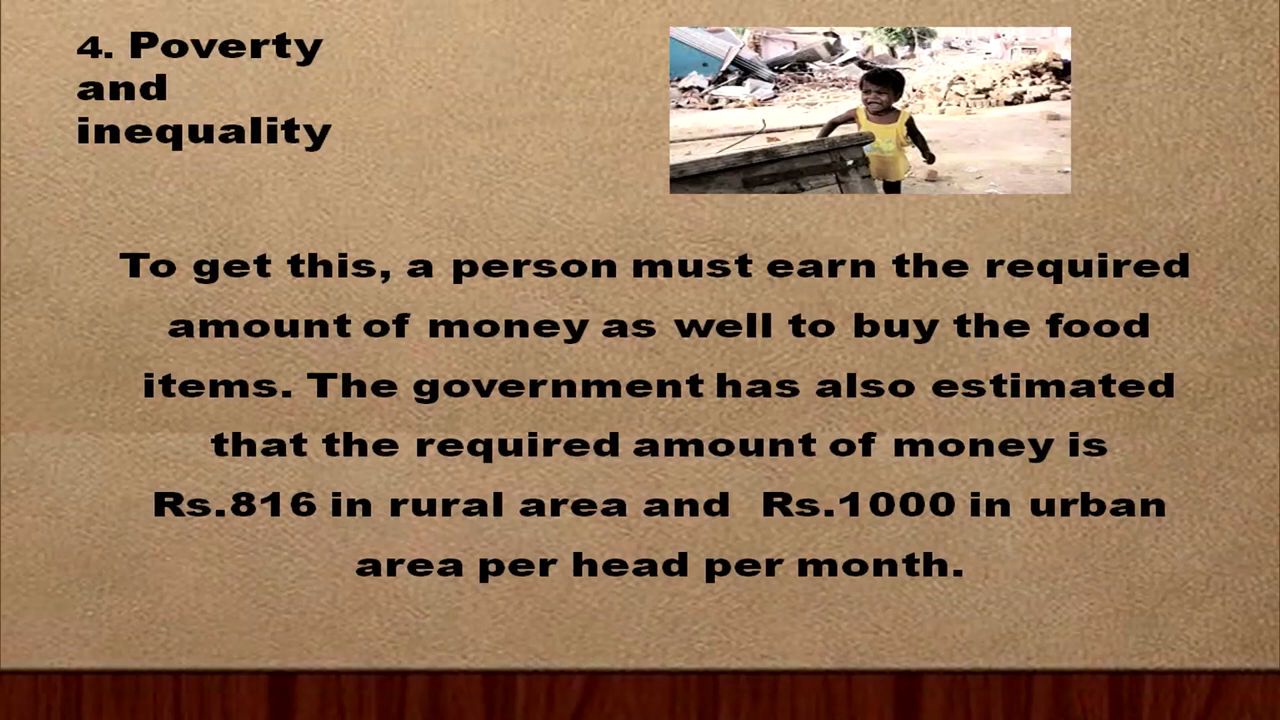 4. Poverty
and
inequality
To get this, a person must earn the required
amount of money as well to buy the food
items. The government has also estimated
that the required amount of money is
Rs.816 in rural area and Rs.1000 in urban
area per head per month.